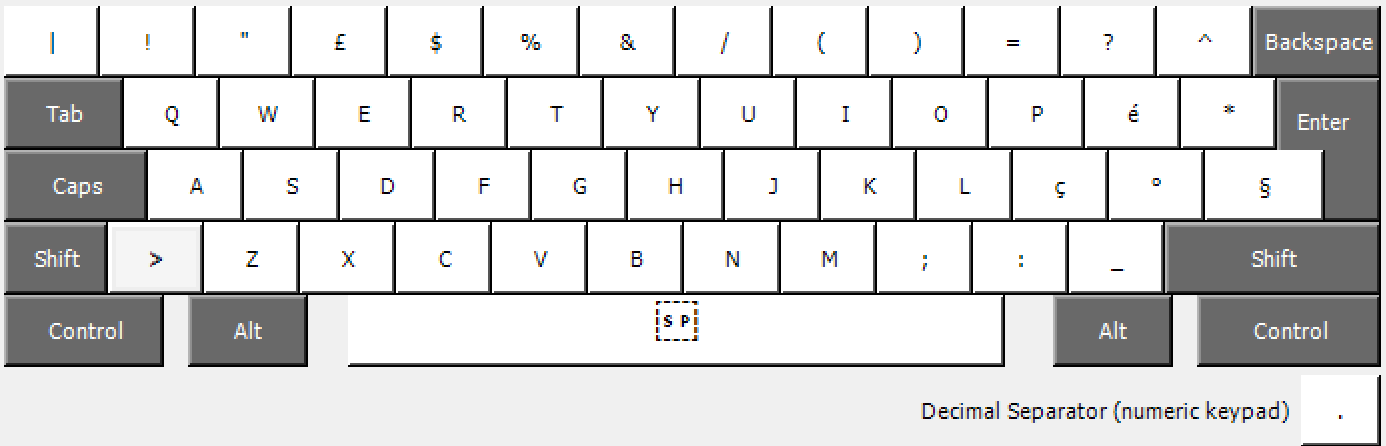 | ! " £ $ % & / ( ) = ? ^ Backspace
Tab Q W E R T Y U I O P é * Enter
Caps A S D F G H J K L ç ° §
Shift > Z X C V B N M ; : _ Shift
Control Alt SP Alt Control
Decimal Separator (numeric keypad) .